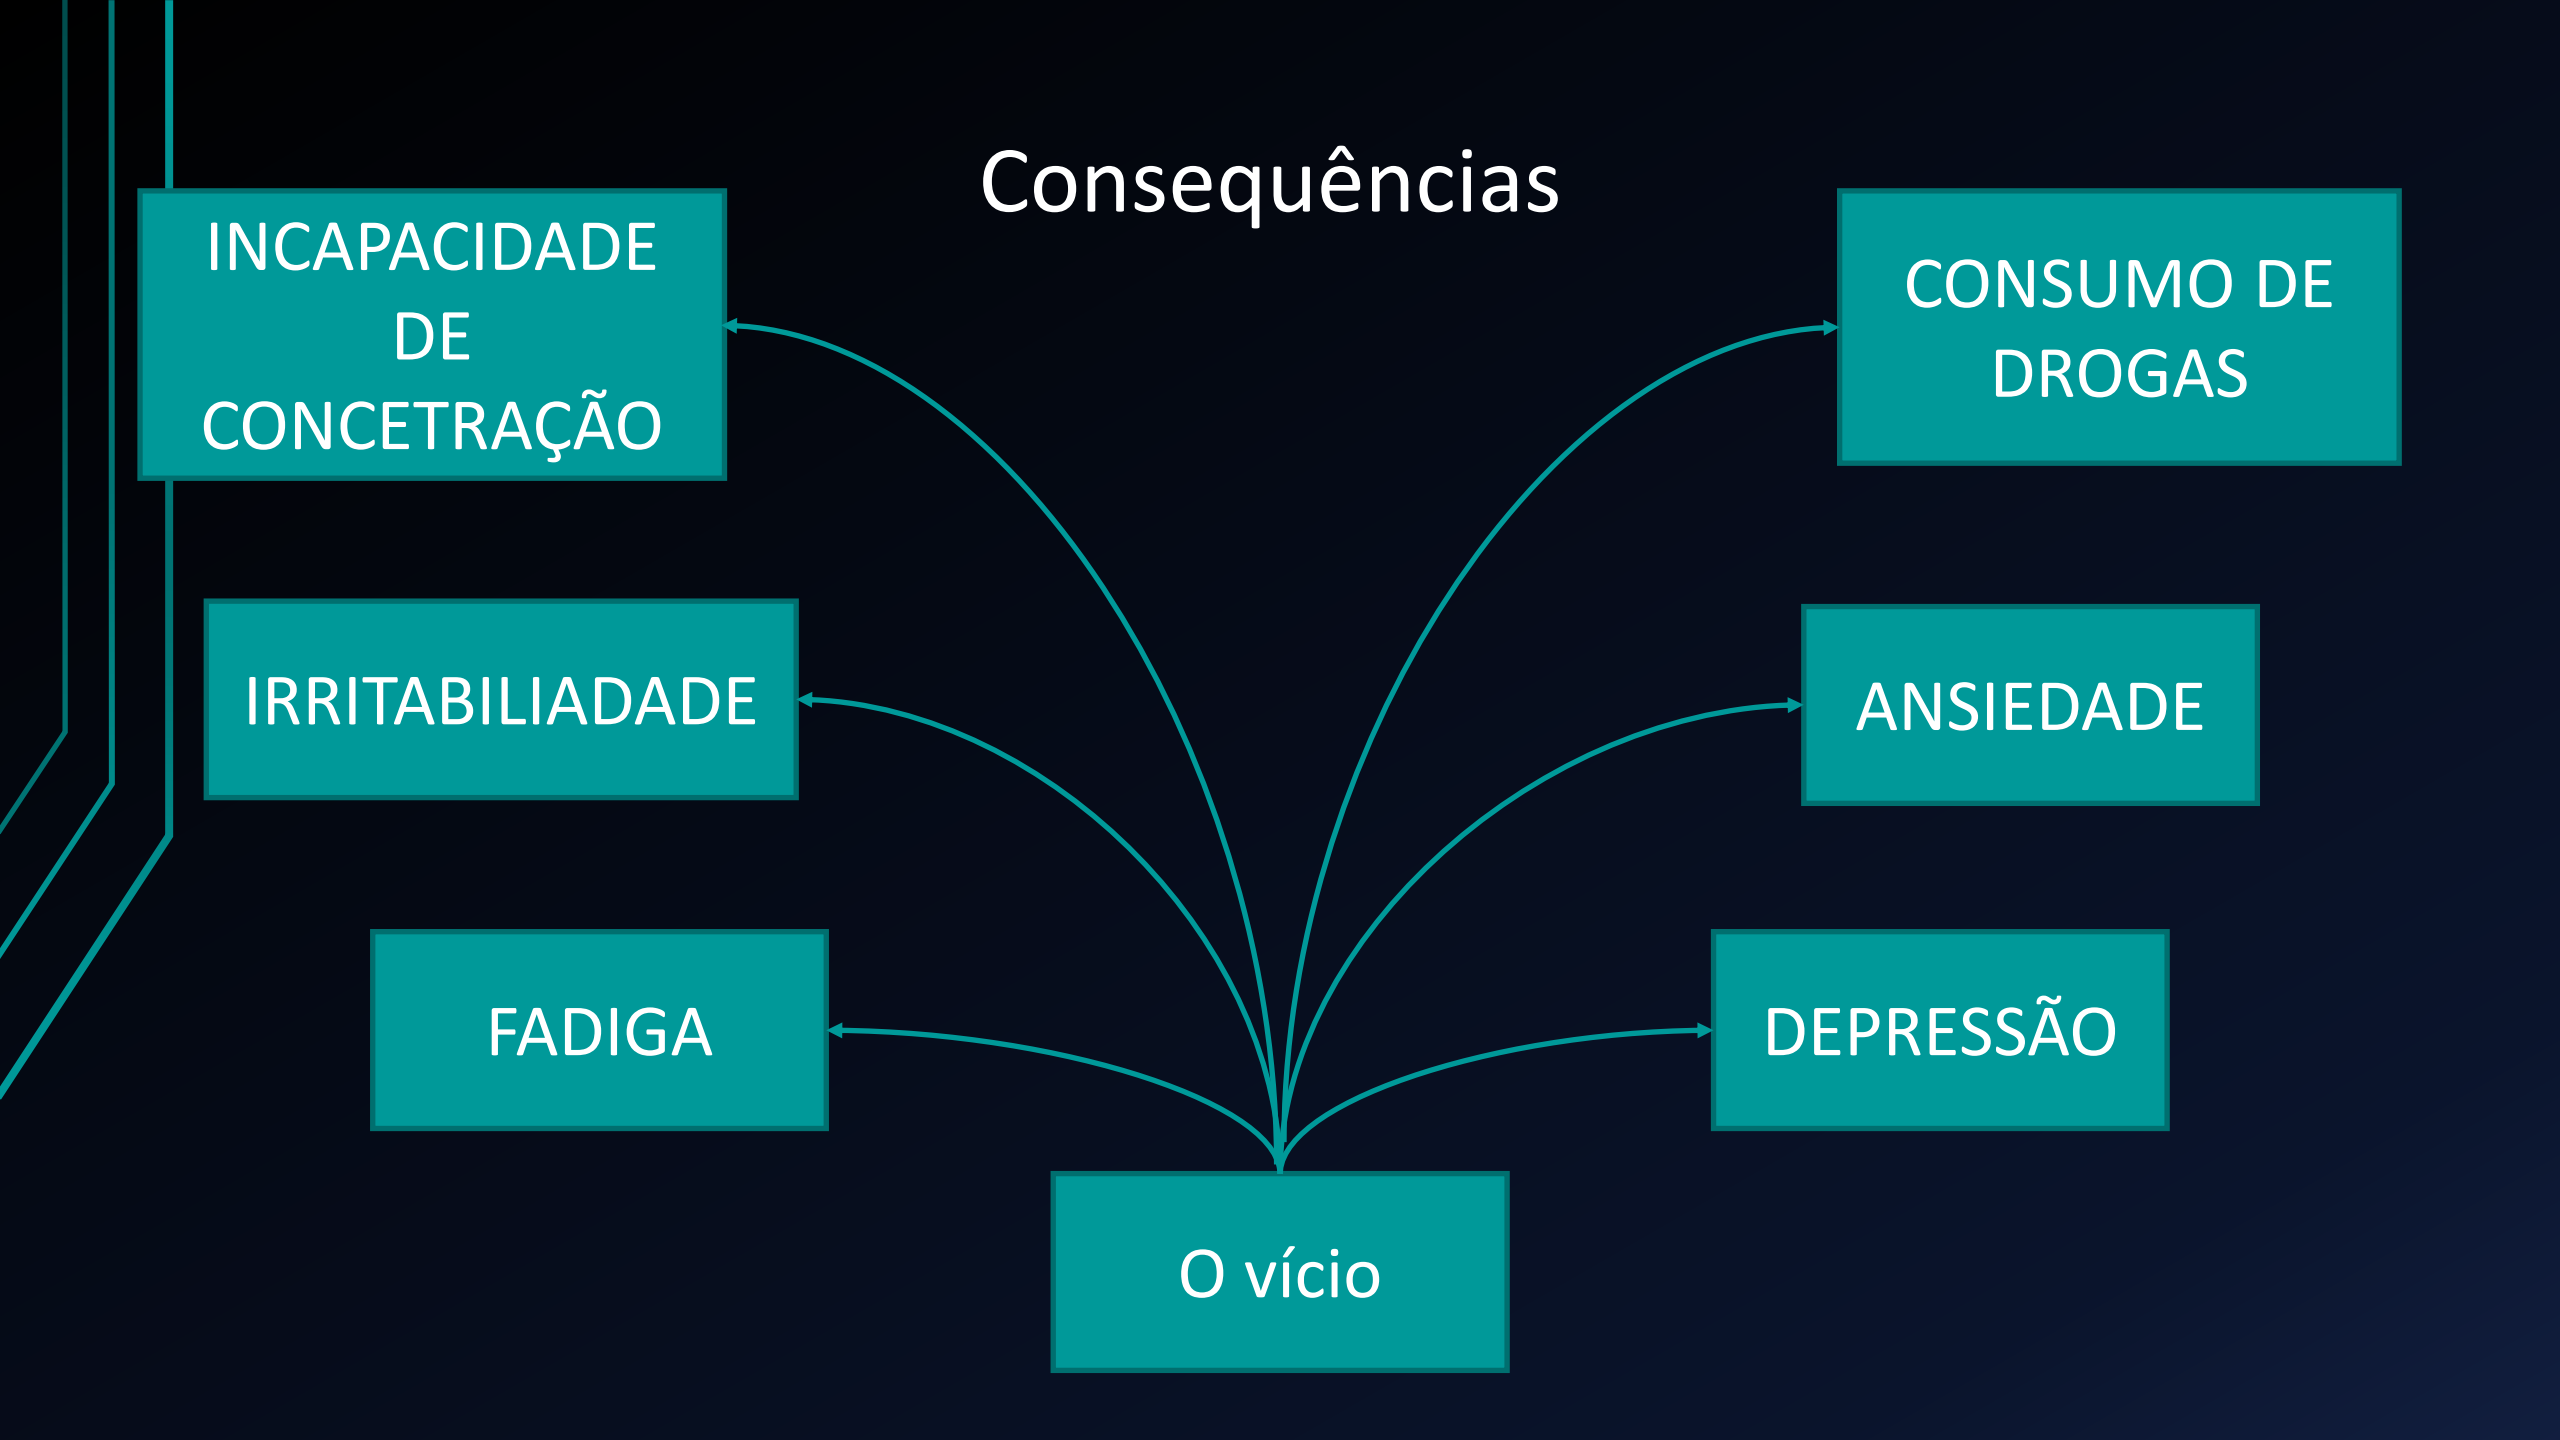 Consequências
INCAPACIDADE
DE
CONCETRAÇÃO
CONSUMO DE
DROGAS
IRRITABILIADADE
ANSIEDADE
FADIGA
DEPRESSÃO
O vício